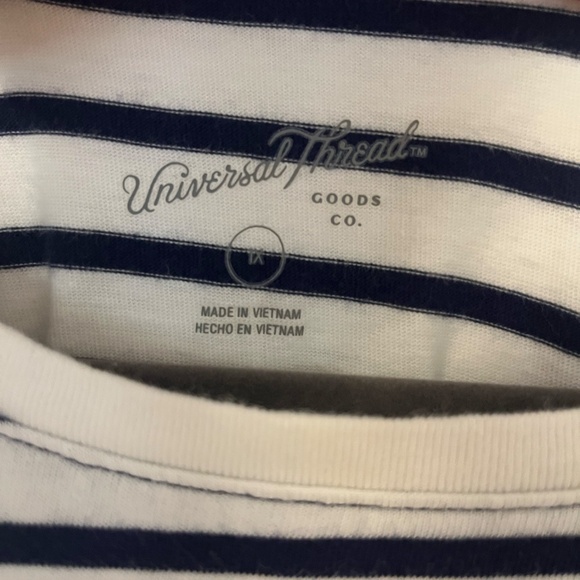 Universal Thread™
GOODS
CO.
1X
MADE IN VIETNAM
HECHO EN VIETNAM